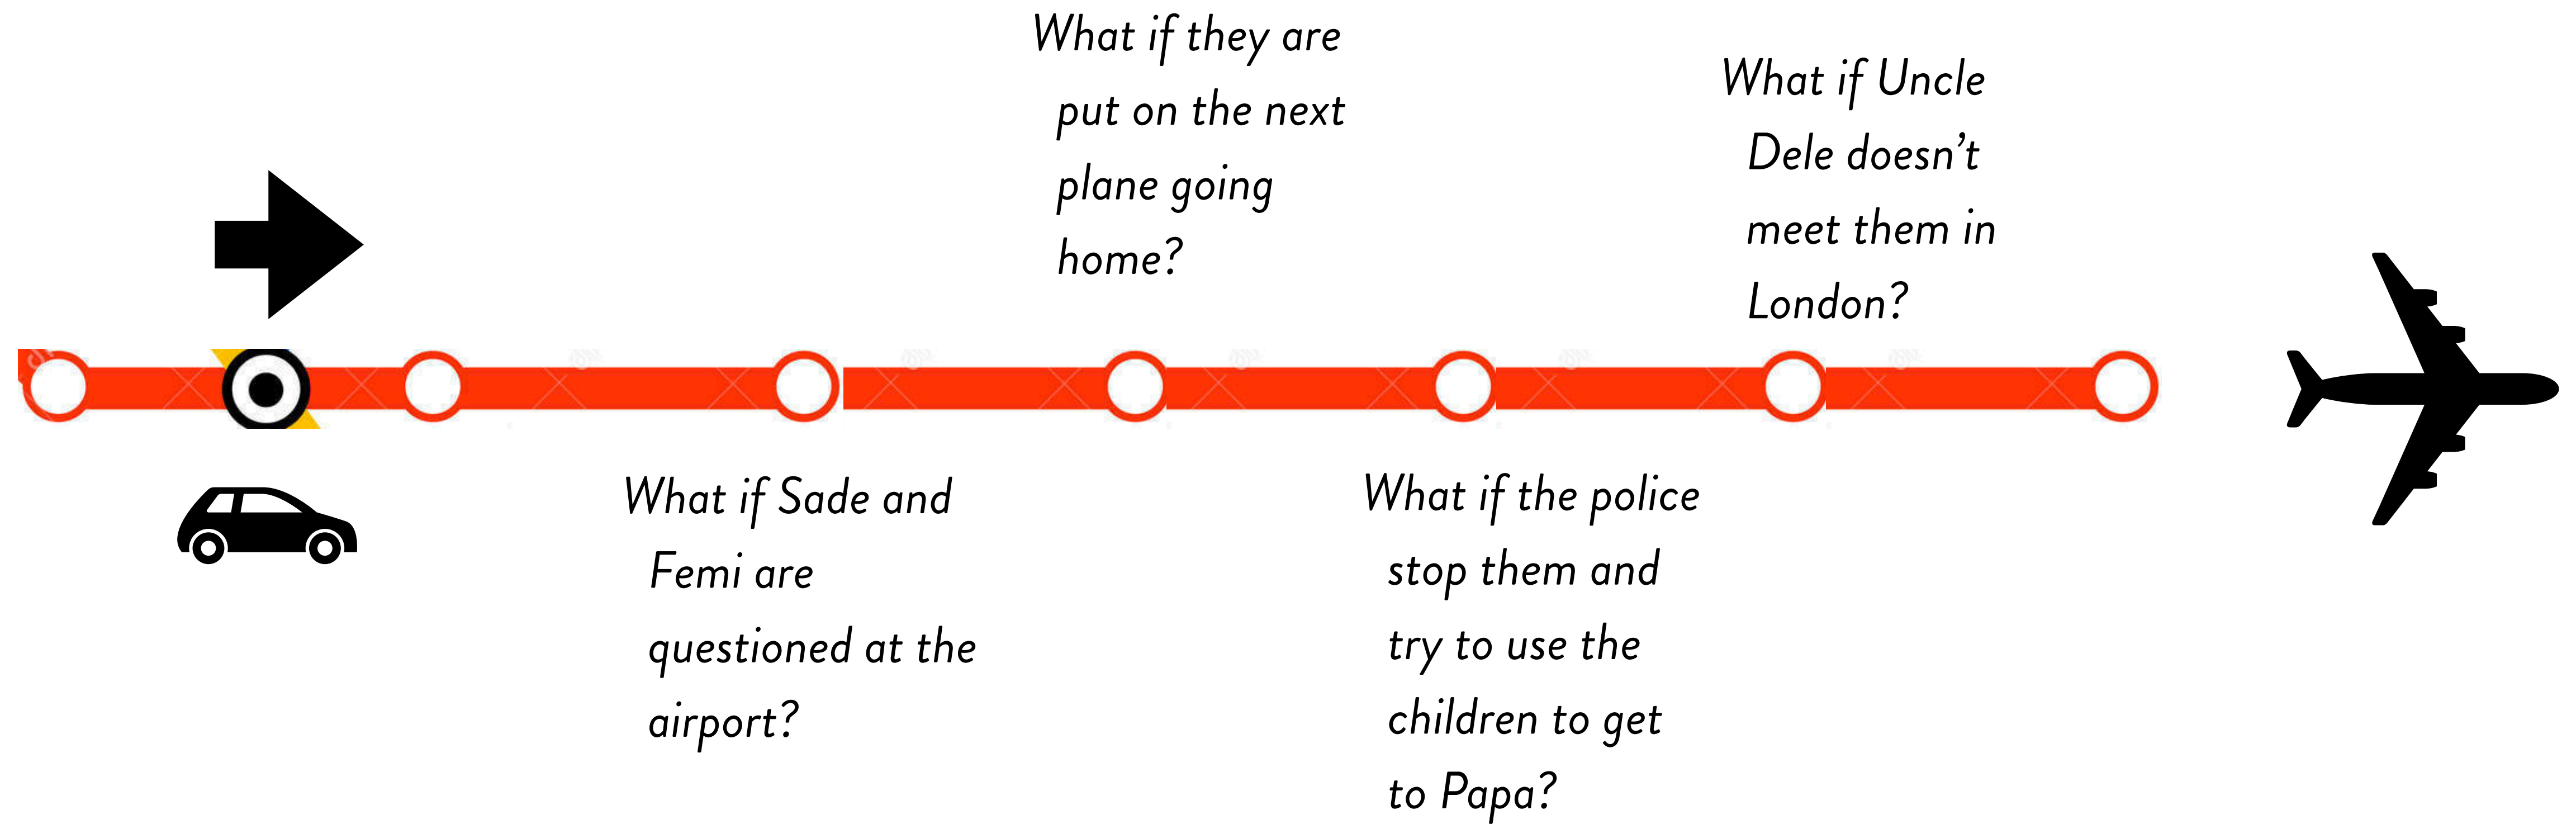 What if they are
put on the next
plane going
home?
What if Uncle
Dele doesn’t
meet them in
London?
What if Sade and
Femi are
questioned at the
airport?
What if the police
stop them and
try to use the
children to get
to Papa?